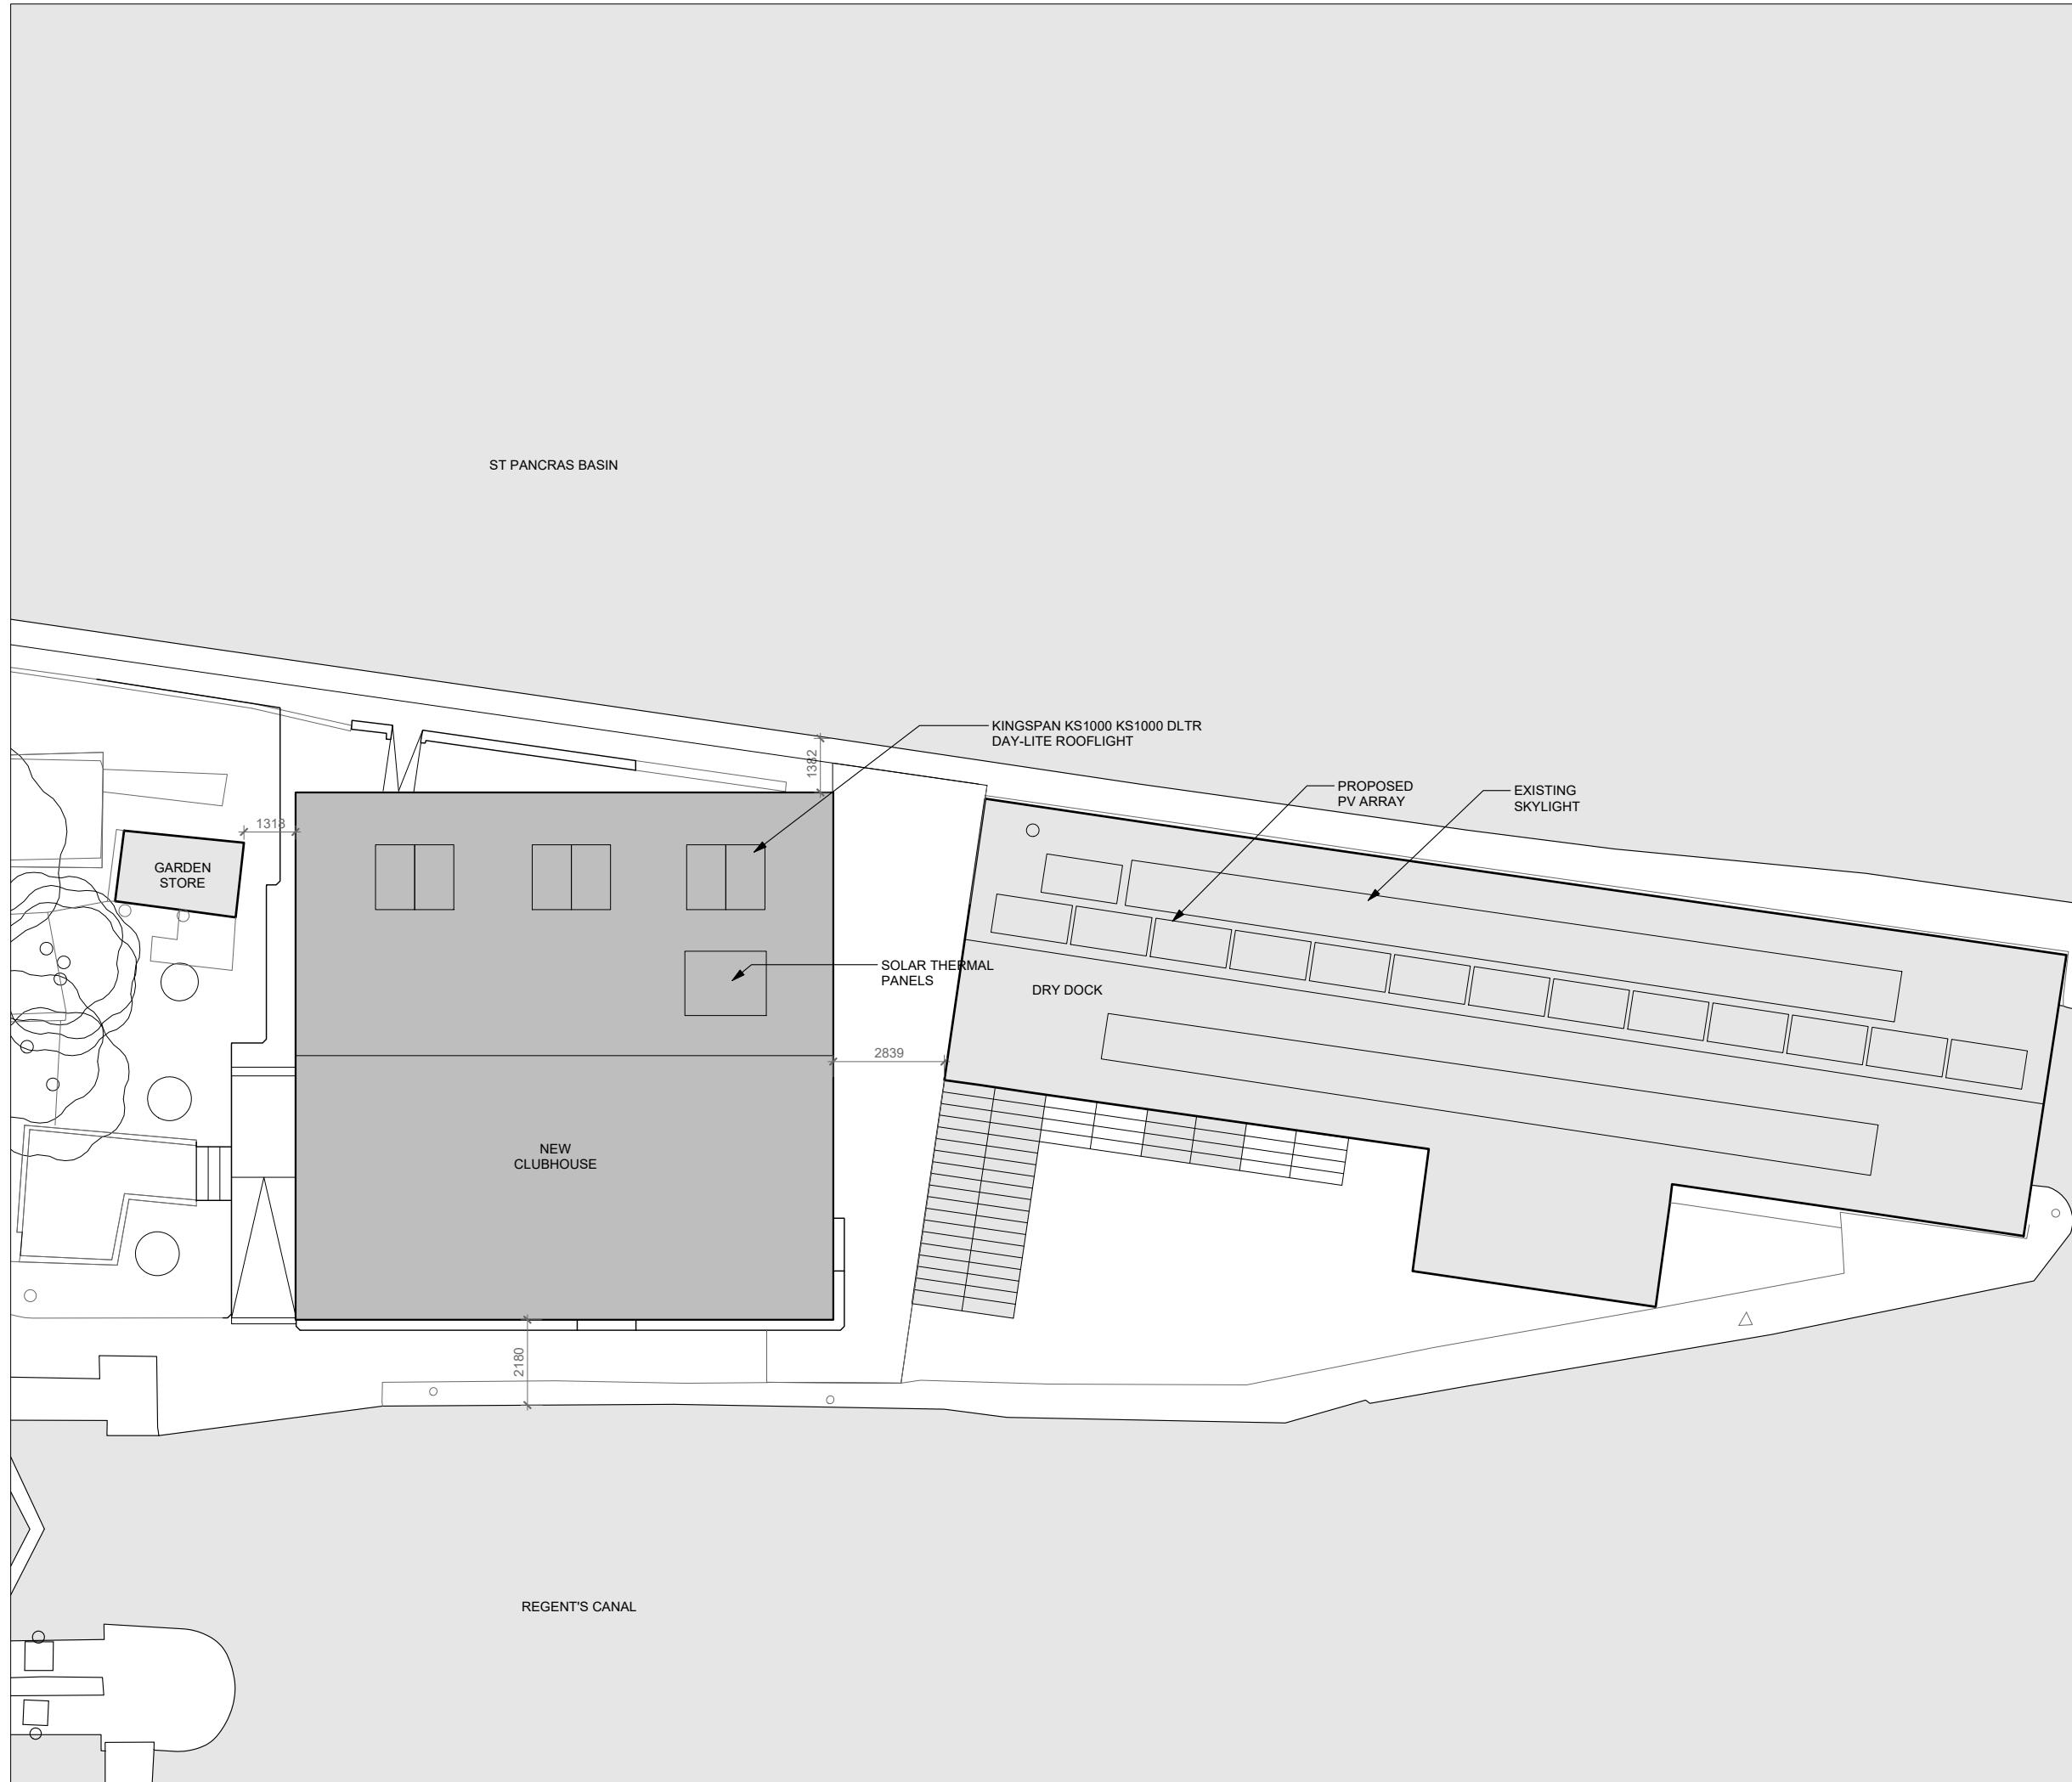 ST PANCRAS BASIN
KINGSPAN KS1000 KS1000 DLTR
DAY-LITE ROOFLIGHT
1382
PROPOSED
PV ARRAY
EXISTING
SKYLIGHT
1318
GARDEN
STORE
SOLAR THERMAL
PANELS
DRY DOCK
2839
NEW
CLUBHOUSE
2180
REGENT'S CANAL